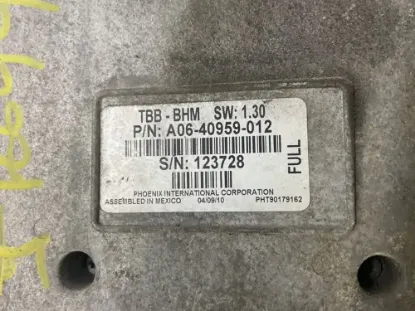 TBB - BHM SW: 1.30
P/N: A06-40959-012
S/N: 123728
FULL
PHOENIX INTERNATIONAL CORPORATION
ASSEMBLED IN MEXICO 04/09/10 PHT90179162